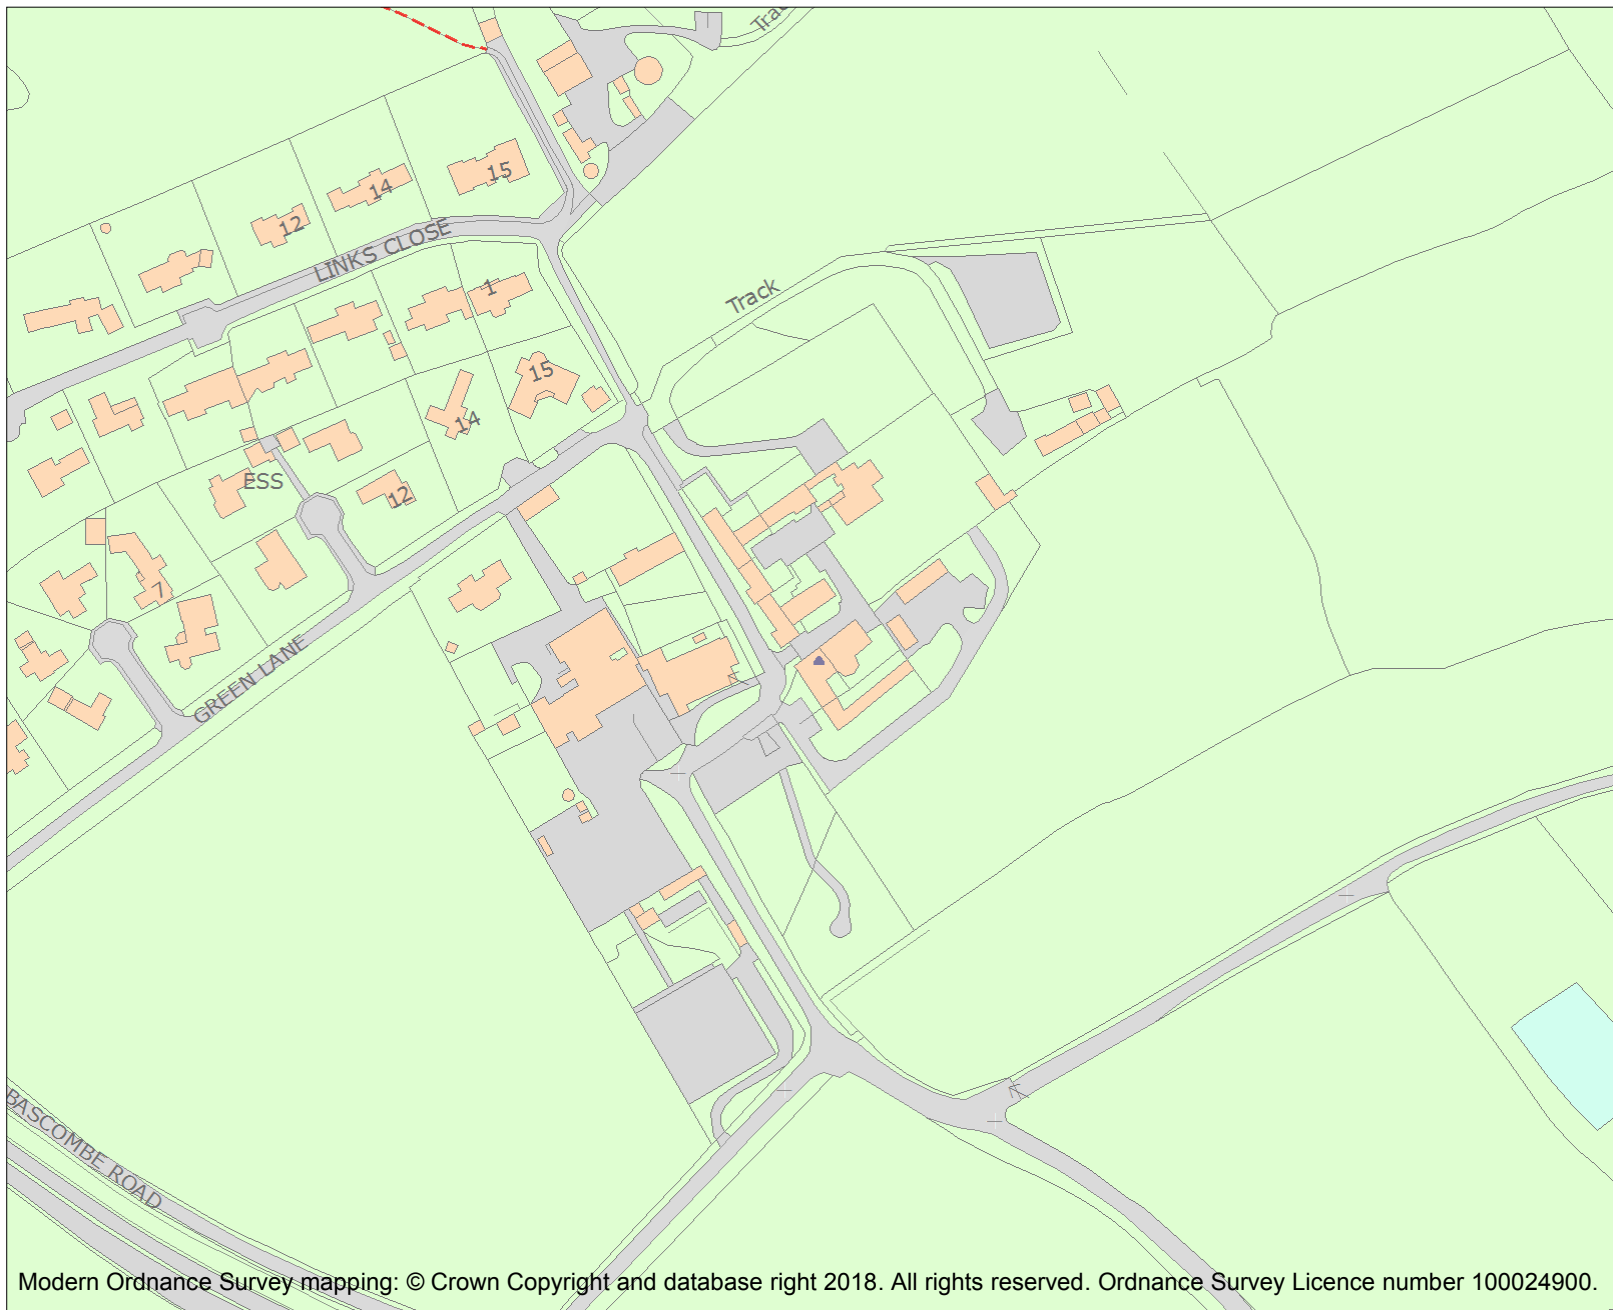 Track
15
14
12
LINKS CLOSE
1
Track
15
14
ESS
12
7
GREEN LANE
BASCOMBE ROAD
Modern Ordnance Survey mapping: © Crown Copyright and database right 2018. All rights reserved. Ordnance Survey Licence number 100024900.